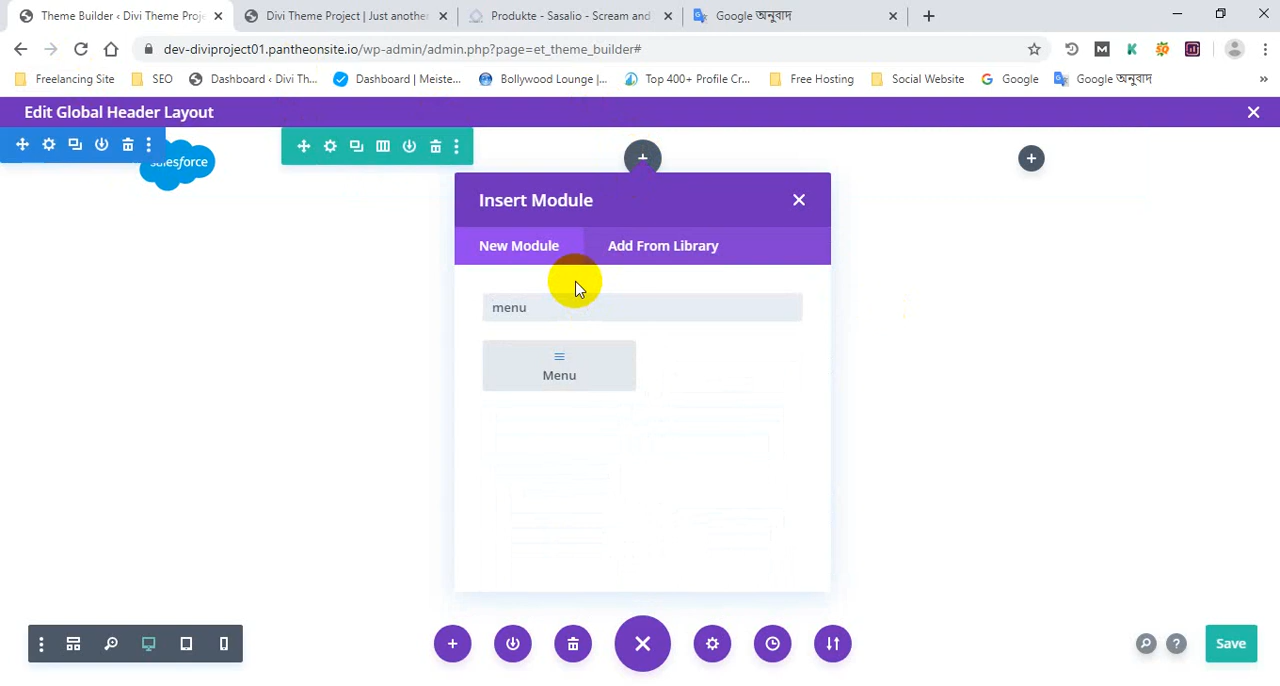 Theme Builder ‹ Divi Theme Proje
Divi Theme Project | Just another
Produkte - Sasalio - Scream and
Google অনুবাদ
dev-diviproject01.pantheonsite.io/wp-admin/admin.php?page=et_theme_builder#
Freelancing Site
SEO
Dashboard ‹ Divi Th...
Dashboard | Meiste...
Bollywood Lounge |...
Top 400+ Profile Cr...
Free Hosting
Social Website
Google
Google অনুবাদ
»
Edit Global Header Layout
salesforce
Insert Module
New Module
Add From Library
menu
Menu
Save